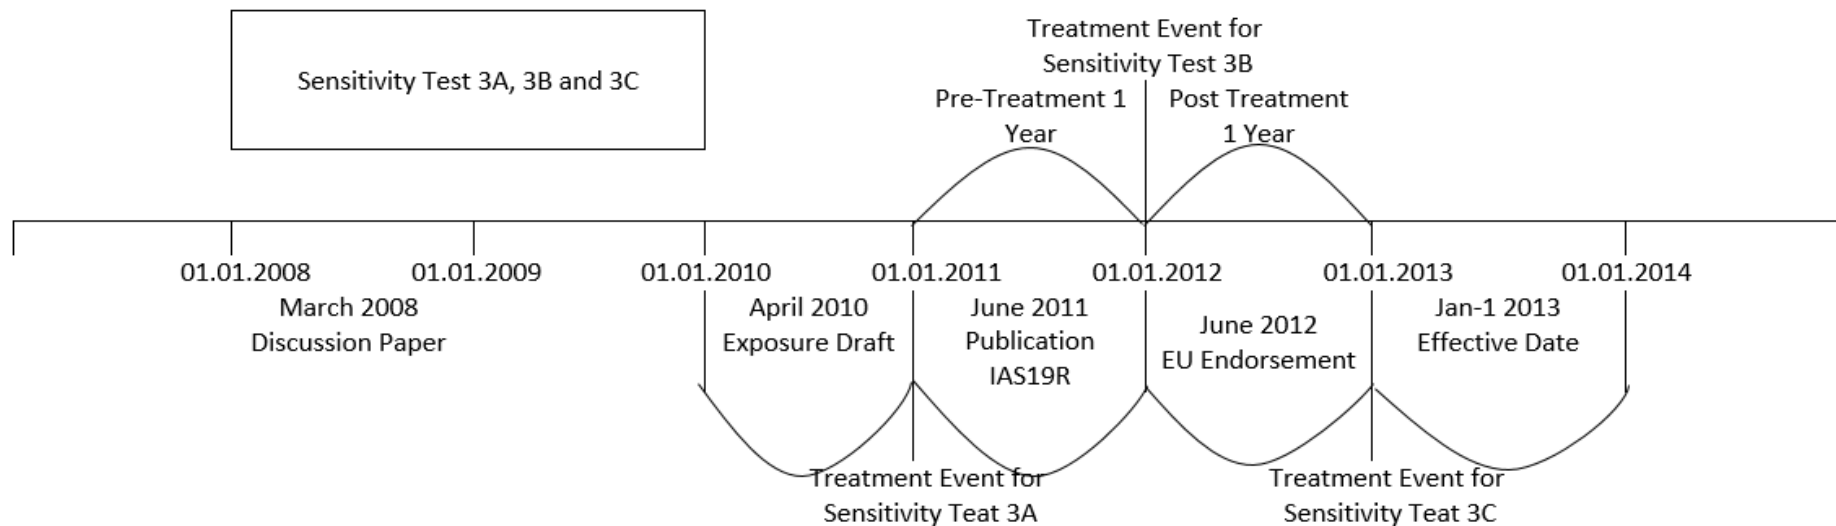 Sensitivity Test 3A, 3B and 3C
Treatment Event for
Sensitivity Test 3B
Pre-Treatment 1
Year
Post Treatment
1 Year
01.01.2008
01.01.2009
01.01.2010
01.01.2011
01.01.2012
01.01.2013
01.01.2014
March 2008
Discussion Paper
April 2010
Exposure Draft
June 2011
Publication
IAS19R
June 2012
EU Endorsement
Jan-1 2013
Effective Date
Treatment Event for
Sensitivity Teat 3A
Treatment Event for
Sensitivity Teat 3C